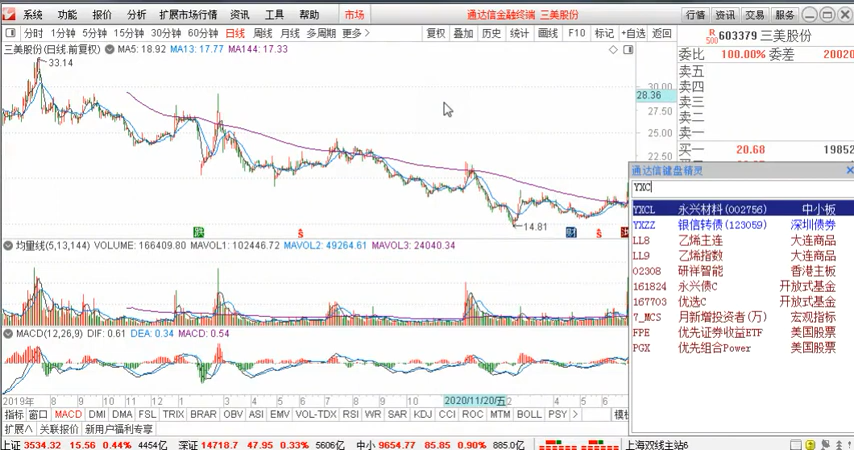 系统 功能 报价 分析 扩展市场行情 资讯 工具 帮助 市场 通达信金融终端 三美股份 行情 资讯 交易 服务
分时 1分钟 5分钟 15分钟 30分钟 60分钟 日线 周线 月线 多周期 更多> 复权 叠加 历史 统计 画线 F10 标记 +自选 返回
R 500 603379 三美股份
三美股份(日线.前复权) MA5: 18.92 MA13: 17.77 MA144: 17.33
委比 100.00% 委差 20020
33.14
卖五
卖四
卖三
卖二
卖一
30.00
28.36
27.50
25.00
22.50
买一 20.68 19852
通达信键盘精灵
YXC
YXCL 永兴材料(002756) 中小板
YXZZ 银信转债(123059) 深圳债券
LL8 乙烯主连 大连商品
LL9 乙烯指数 大连商品
02308 研祥智能 香港主板
161824 永兴债C 开放式基金
167703 优选C 开放式基金
7_MCS 月新增投资者(万) 宏观指标
FPE 优先证券收益ETF 美国股票
PGX 优先组合Power 美国股票
14.81
S 财 S
均量线(5,13,144) VOLUME: 166409.80 MAVOL1: 102446.72 MAVOL2: 49264.61 MAVOL3: 24040.34
MACD(12,26,9) DIF: 0.61 DEA: 0.34 MACD: 0.54
2019年 8 9 10 11 12 1 2 3 4 5 6 7 8 9 10 2020/11/20/五 2 4 5 6
指标 窗口 MACD DMI DMA FSL TRIX BRAR OBV ASI EMV VOL-TDX RSI WR SAR KDJ CCI ROC MTM BOLL PSY > 模
扩展∧ 关联报价 新用户福利专享
上证 3534.32 15.56 0.44% 4454亿 深证 14718.7 47.95 0.33% 5606亿 中小 9654.77 85.85 0.90% 885.0亿 上海双线主站6